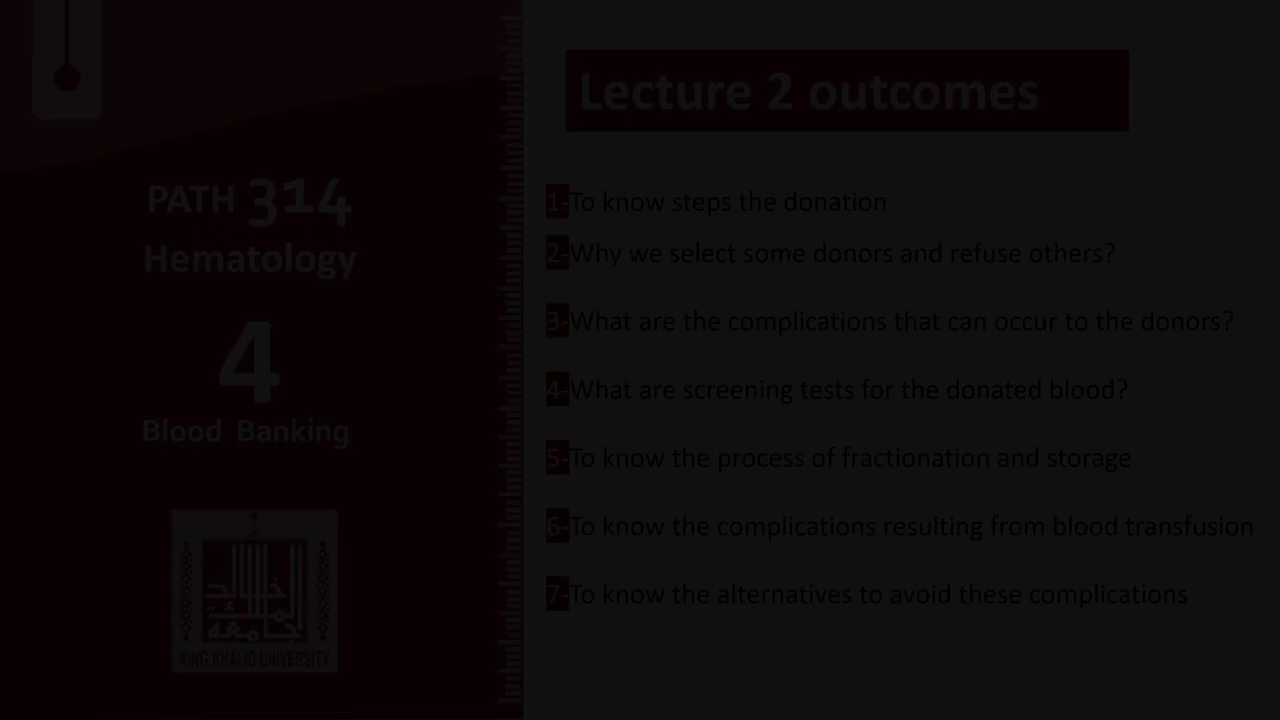 PATH 314
Hematology
4
Blood Banking
جامعة
الملك
خالد
KING KHALID UNIVERSITY
Lecture 2 outcomes
1-To know steps the donation
2-Why we select some donors and refuse others?
3-What are the complications that can occur to the donors?
4-What are screening tests for the donated blood?
5-To know the process of fractionation and storage
6-To know the complications resulting from blood transfusion
7-To know the alternatives to avoid these complications